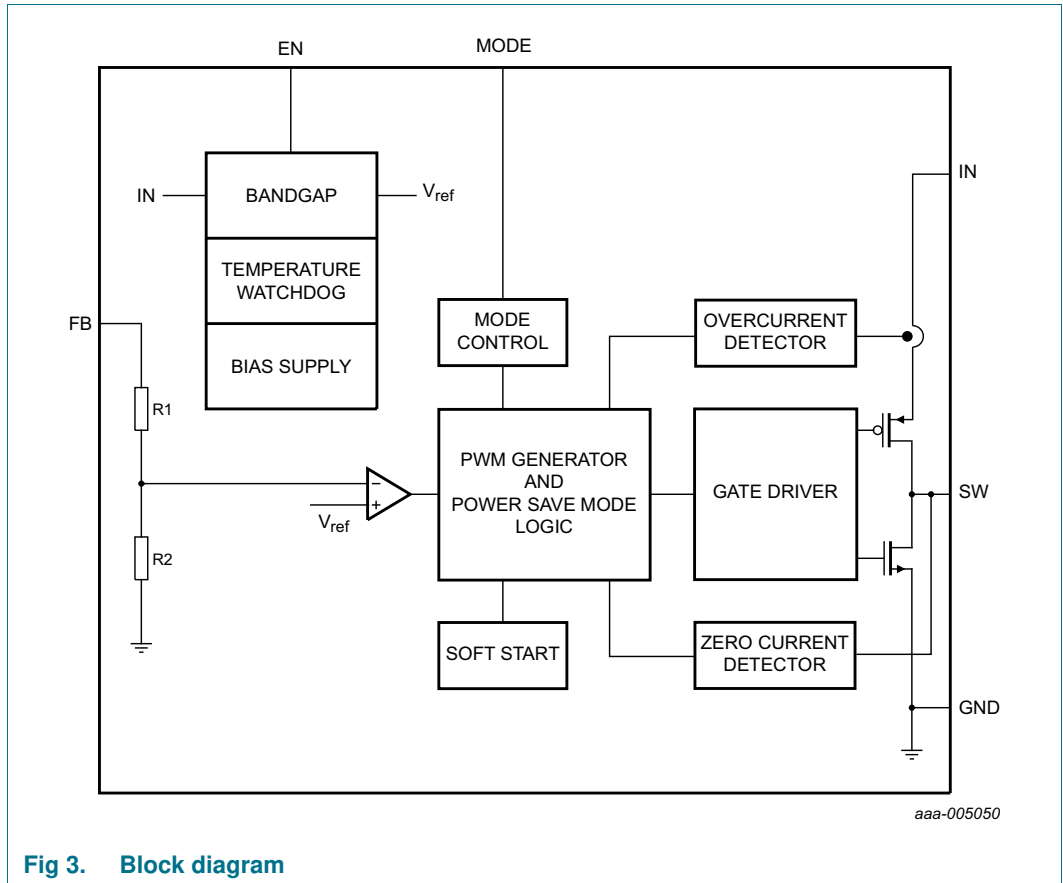 EN
MODE
IN
IN
BANDGAP
Vref
TEMPERATURE
WATCHDOG
FB
MODE
CONTROL
OVERCURRENT
DETECTOR
BIAS SUPPLY
R1
PWM GENERATOR
AND
POWER SAVE MODE
LOGIC
GATE DRIVER
SW
−
+
Vref
R2
SOFT START
ZERO CURRENT
DETECTOR
GND
aaa-005050
Fig 3. Block diagram